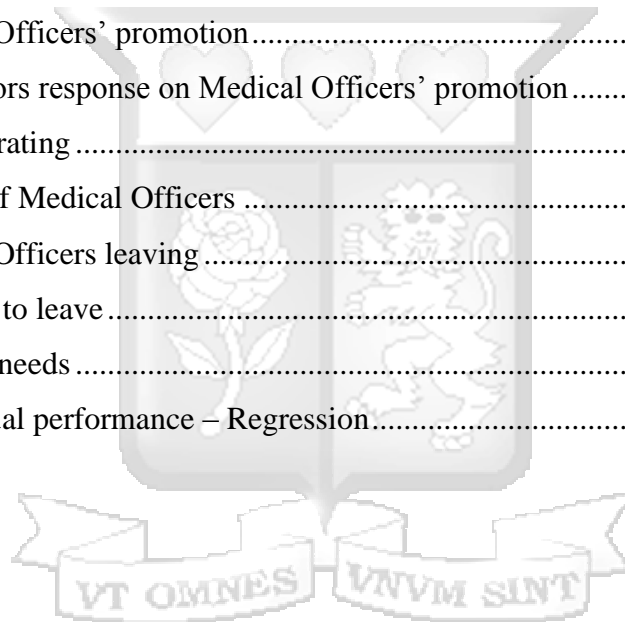 Officers’ promotion.......................................................
ors response on Medical Officers’ promotion.......
rating.......................................................................................
f Medical Officers.......................................................
Officers leaving............................................................
to leave..............................................................................
needs.......................................................................................
ual performance – Regression....................................
VT OMNES VNVM SINT